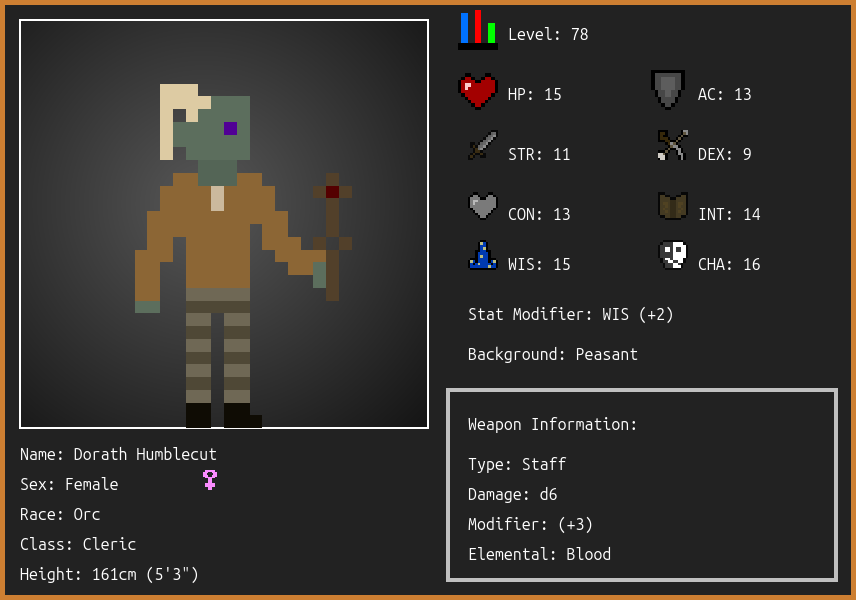 Level: 78
HP: 15
AC: 13
STR: 11
DEX: 9
CON: 13
INT: 14
WIS: 15
CHA: 16
Stat Modifier: WIS (+2)
Background: Peasant
Weapon Information:
Type: Staff
Damage: d6
Modifier: (+3)
Elemental: Blood
Name: Dorath Humblecut
Sex: Female
Race: Orc
Class: Cleric
Height: 161cm (5'3")